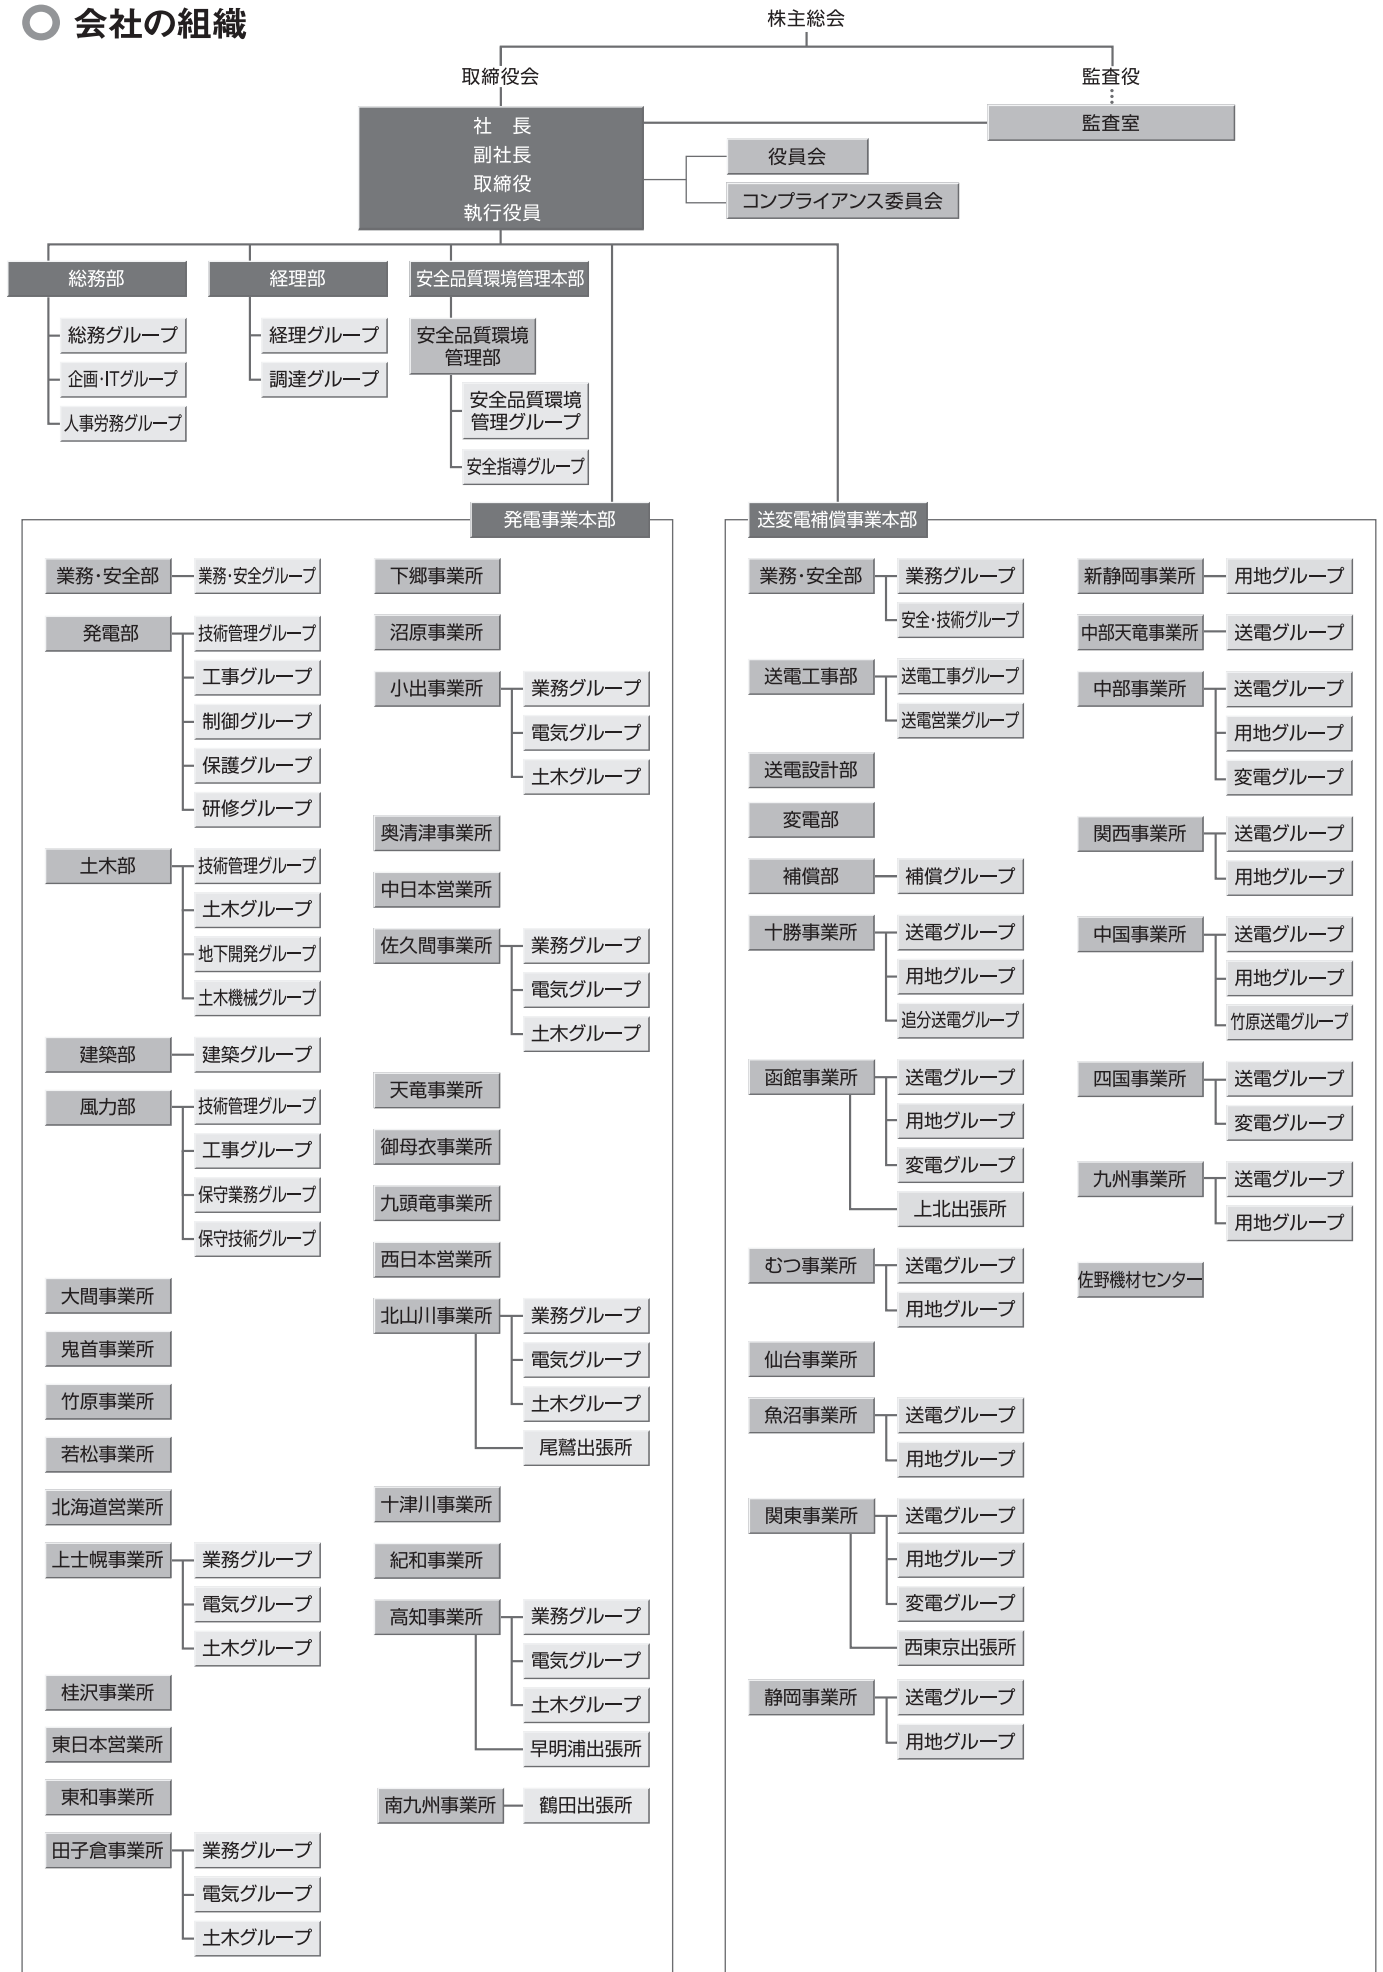 会社の組織
株主総会
取締役会
監査役
社　長
副社長
取締役
執行役員
監査室
役員会
コンプライアンス委員会
総務部
総務グループ
企画･ITグループ
人事労務グループ
経理部
経理グループ
調達グループ
安全品質環境管理本部
安全品質環境
管理部
安全品質環境
管理グループ
安全指導グループ
発電事業本部
業務･安全部
業務･安全グループ
発電部
技術管理グループ
工事グループ
制御グループ
保護グループ
研修グループ
土木部
技術管理グループ
土木グループ
地下開発グループ
土木機械グループ
建築部
建築グループ
風力部
技術管理グループ
工事グループ
保守業務グループ
保守技術グループ
大間事業所
鬼首事業所
竹原事業所
若松事業所
北海道営業所
上士幌事業所
業務グループ
電気グループ
土木グループ
桂沢事業所
東日本営業所
東和事業所
田子倉事業所
業務グループ
電気グループ
土木グループ
下郷事業所
沼原事業所
小出事業所
業務グループ
電気グループ
土木グループ
奥清津事業所
中日本営業所
佐久間事業所
業務グループ
電気グループ
土木グループ
天竜事業所
御母衣事業所
九頭竜事業所
西日本営業所
北山川事業所
業務グループ
電気グループ
土木グループ
尾鷲出張所
十津川事業所
紀和事業所
高知事業所
業務グループ
電気グループ
土木グループ
早明浦出張所
南九州事業所
鶴田出張所
送変電補償事業本部
業務･安全部
業務グループ
安全･技術グループ
送電工事部
送電工事グループ
送電営業グループ
送電設計部
変電部
補償部
補償グループ
十勝事業所
送電グループ
用地グループ
追分送電グループ
函館事業所
送電グループ
用地グループ
変電グループ
上北出張所
むつ事業所
送電グループ
用地グループ
仙台事業所
魚沼事業所
送電グループ
用地グループ
関東事業所
送電グループ
用地グループ
変電グループ
西東京出張所
静岡事業所
送電グループ
用地グループ
新静岡事業所
用地グループ
中部天竜事業所
送電グループ
中部事業所
送電グループ
用地グループ
変電グループ
関西事業所
送電グループ
用地グループ
中国事業所
送電グループ
用地グループ
竹原送電グループ
四国事業所
送電グループ
変電グループ
九州事業所
送電グループ
用地グループ
佐野機材センター